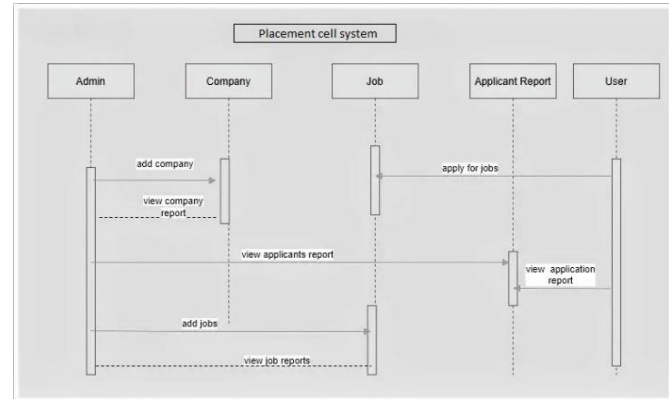 Placement cell system
Admin
Company
Job
Applicant Report
User
add company
apply for jobs
view company
report
view applicants report
view application
report
add jobs
view job reports